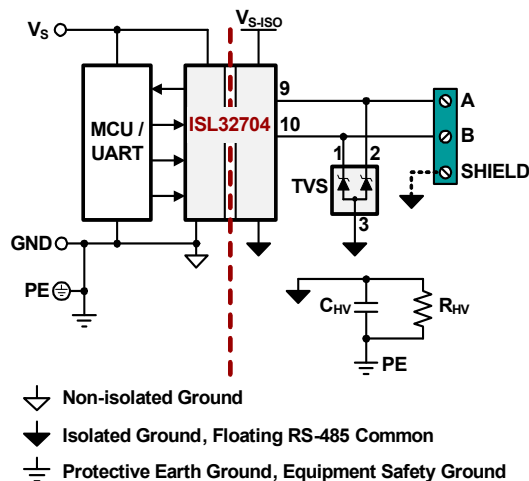 VS
VS-ISO
9
A
MCU /
UART
ISL32704
10
B
1
2
TVS
SHIELD
3
GND
PE
CHV
RHV
PE
Non-isolated Ground
Isolated Ground, Floating RS-485 Common
Protective Earth Ground, Equipment Safety Ground